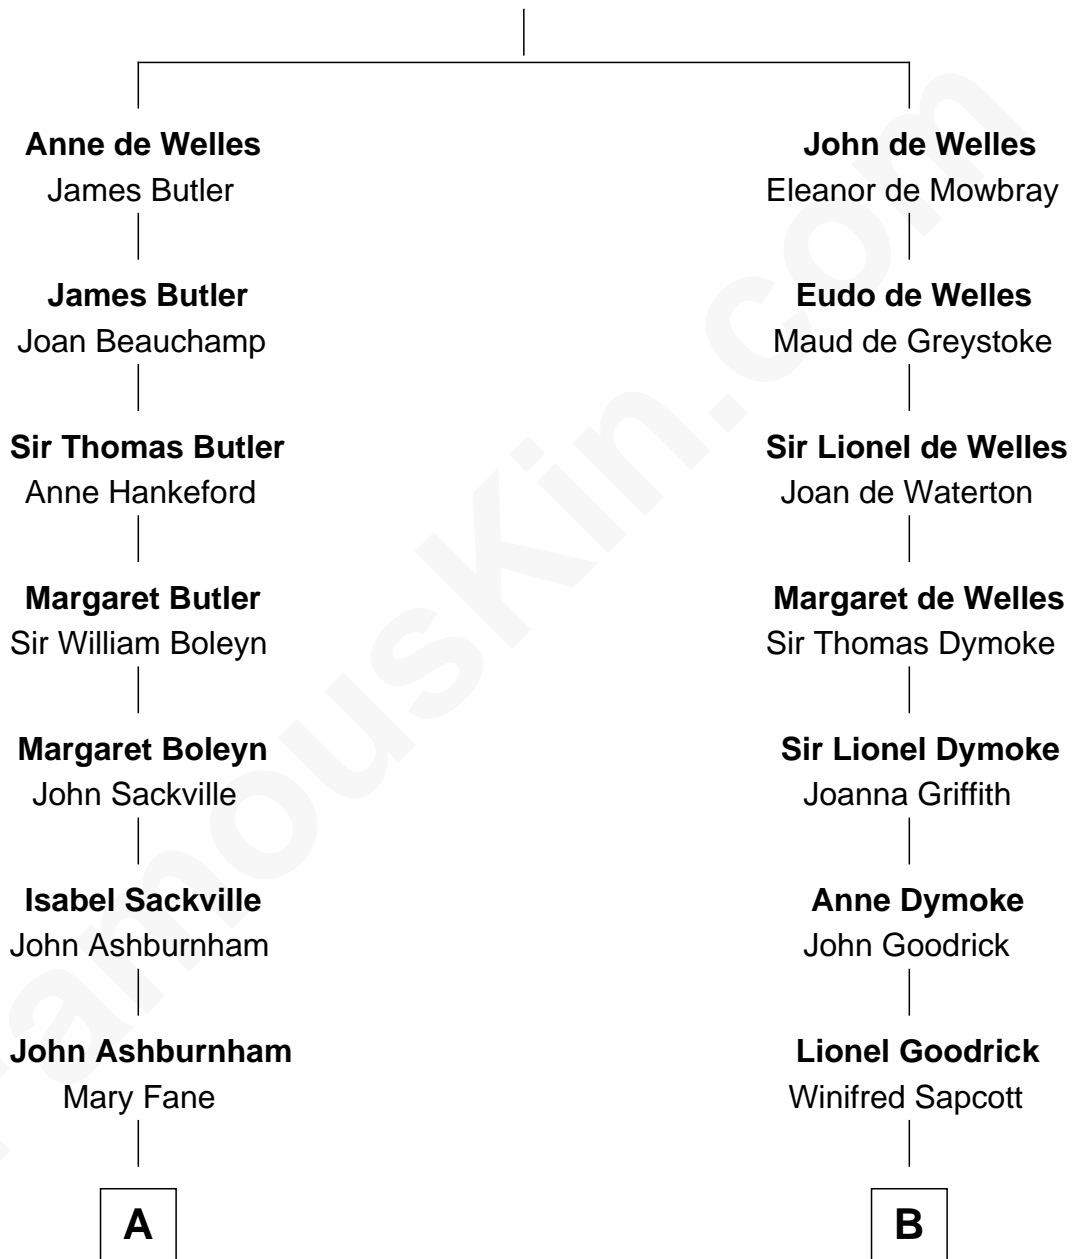 Anne de Welles
James Butler
James Butler
Joan Beauchamp
Sir Thomas Butler
Anne Hankeford
Margaret Butler
Sir William Boleyn
Margaret Boleyn
John Sackville
Isabel Sackville
John Ashburnham
John Ashburnham
Mary Fane
A
John de Welles
Eleanor de Mowbray
Eudo de Welles
Maud de Greystoke
Sir Lionel de Welles
Joan de Waterton
Margaret de Welles
Sir Thomas Dymoke
Sir Lionel Dymoke
Joanna Griffith
Anne Dymoke
John Goodrick
Lionel Goodrick
Winifred Sapcott
B
FamousKin.com